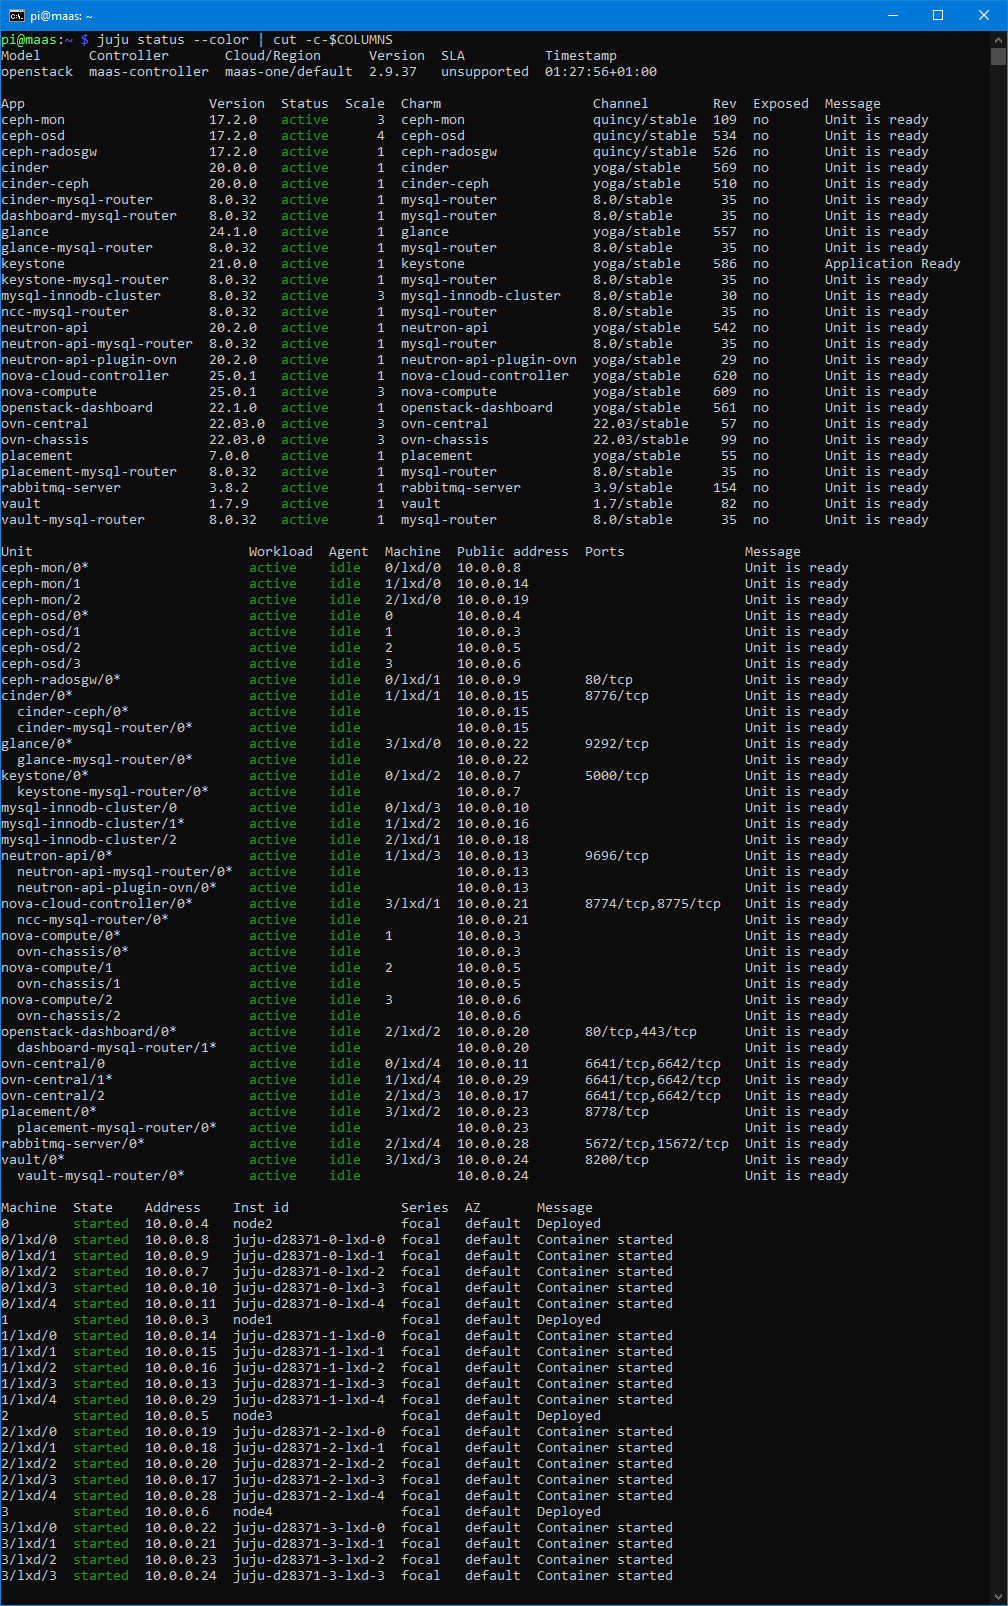 pi@maas: ~
pi@maas:~ $ juju status --color | cut -c-$COLUMNS
Model      Controller       Cloud/Region      Version  SLA          Timestamp
openstack  maas-controller  maas-one/default  2.9.37   unsupported  01:27:56+01:00
App                       Version  Status  Scale  Charm                   Channel        Rev  Exposed  Message
ceph-mon                  17.2.0   active      3  ceph-mon                quincy/stable  109  no       Unit is ready
ceph-osd                  17.2.0   active      4  ceph-osd                quincy/stable  534  no       Unit is ready
ceph-radosgw              17.2.0   active      1  ceph-radosgw            quincy/stable  526  no       Unit is ready
cinder                    20.0.0   active      1  cinder                  yoga/stable    569  no       Unit is ready
cinder-ceph               20.0.0   active      1  cinder-ceph             yoga/stable    510  no       Unit is ready
cinder-mysql-router       8.0.32   active      1  mysql-router            8.0/stable      35  no       Unit is ready
dashboard-mysql-router    8.0.32   active      1  mysql-router            8.0/stable      35  no       Unit is ready
glance                    24.1.0   active      1  glance                  yoga/stable    557  no       Unit is ready
glance-mysql-router       8.0.32   active      1  mysql-router            8.0/stable      35  no       Unit is ready
keystone                  21.0.0   active      1  keystone                yoga/stable    586  no       Application Ready
keystone-mysql-router     8.0.32   active      1  mysql-router            8.0/stable      35  no       Unit is ready
mysql-innodb-cluster      8.0.32   active      3  mysql-innodb-cluster    8.0/stable      30  no       Unit is ready
ncc-mysql-router          8.0.32   active      1  mysql-router            8.0/stable      35  no       Unit is ready
neutron-api               20.2.0   active      1  neutron-api             yoga/stable    542  no       Unit is ready
neutron-api-mysql-router  8.0.32   active      1  mysql-router            8.0/stable      35  no       Unit is ready
neutron-api-plugin-ovn    20.2.0   active      1  neutron-api-plugin-ovn  yoga/stable     29  no       Unit is ready
nova-cloud-controller     25.0.1   active      1  nova-cloud-controller   yoga/stable    620  no       Unit is ready
nova-compute              25.0.1   active      3  nova-compute            yoga/stable    609  no       Unit is ready
openstack-dashboard       22.1.0   active      1  openstack-dashboard     yoga/stable    561  no       Unit is ready
ovn-central               22.03.0  active      3  ovn-central             22.03/stable    57  no       Unit is ready
ovn-chassis               22.03.0  active      3  ovn-chassis             22.03/stable    99  no       Unit is ready
placement                 7.0.0    active      1  placement               yoga/stable     55  no       Unit is ready
placement-mysql-router    8.0.32   active      1  mysql-router            8.0/stable      35  no       Unit is ready
rabbitmq-server           3.8.2    active      1  rabbitmq-server         3.9/stable     154  no       Unit is ready
vault                     1.7.9    active      1  vault                   1.7/stable      82  no       Unit is ready
vault-mysql-router        8.0.32   active      1  mysql-router            8.0/stable      35  no       Unit is ready
Unit                           Workload  Agent  Machine  Public address  Ports               Message
ceph-mon/0*                    active    idle   0/lxd/0  10.0.0.8                            Unit is ready
ceph-mon/1                     active    idle   1/lxd/0  10.0.0.14                           Unit is ready
ceph-mon/2                     active    idle   2/lxd/0  10.0.0.19                           Unit is ready
ceph-osd/0*                    active    idle   0        10.0.0.4                            Unit is ready
ceph-osd/1                     active    idle   1        10.0.0.3                            Unit is ready
ceph-osd/2                     active    idle   2        10.0.0.5                            Unit is ready
ceph-osd/3                     active    idle   3        10.0.0.6                            Unit is ready
ceph-radosgw/0*                active    idle   0/lxd/1  10.0.0.9        80/tcp              Unit is ready
cinder/0*                      active    idle   1/lxd/1  10.0.0.15       8776/tcp            Unit is ready
  cinder-ceph/0*               active    idle            10.0.0.15                           Unit is ready
  cinder-mysql-router/0*       active    idle            10.0.0.15                           Unit is ready
glance/0*                      active    idle   3/lxd/0  10.0.0.22       9292/tcp            Unit is ready
  glance-mysql-router/0*       active    idle            10.0.0.22                           Unit is ready
keystone/0*                    active    idle   0/lxd/2  10.0.0.7        5000/tcp            Unit is ready
  keystone-mysql-router/0*     active    idle            10.0.0.7                            Unit is ready
mysql-innodb-cluster/0         active    idle   0/lxd/3  10.0.0.10                           Unit is ready
mysql-innodb-cluster/1*        active    idle   1/lxd/2  10.0.0.16                           Unit is ready
mysql-innodb-cluster/2         active    idle   2/lxd/1  10.0.0.18                           Unit is ready
neutron-api/0*                 active    idle   1/lxd/3  10.0.0.13       9696/tcp            Unit is ready
  neutron-api-mysql-router/0*  active    idle            10.0.0.13                           Unit is ready
  neutron-api-plugin-ovn/0*    active    idle            10.0.0.13                           Unit is ready
nova-cloud-controller/0*       active    idle   3/lxd/1  10.0.0.21       8774/tcp,8775/tcp   Unit is ready
  ncc-mysql-router/0*          active    idle            10.0.0.21                           Unit is ready
nova-compute/0*                active    idle   1        10.0.0.3                            Unit is ready
  ovn-chassis/0*               active    idle            10.0.0.3                            Unit is ready
nova-compute/1                 active    idle   2        10.0.0.5                            Unit is ready
  ovn-chassis/1                active    idle            10.0.0.5                            Unit is ready
nova-compute/2                 active    idle   3        10.0.0.6                            Unit is ready
  ovn-chassis/2                active    idle            10.0.0.6                            Unit is ready
openstack-dashboard/0*         active    idle   2/lxd/2  10.0.0.20       80/tcp,443/tcp      Unit is ready
  dashboard-mysql-router/1*    active    idle            10.0.0.20                           Unit is ready
ovn-central/0                  active    idle   0/lxd/4  10.0.0.11       6641/tcp,6642/tcp   Unit is ready
ovn-central/1*                 active    idle   1/lxd/4  10.0.0.29       6641/tcp,6642/tcp   Unit is ready
ovn-central/2                  active    idle   2/lxd/3  10.0.0.17       6641/tcp,6642/tcp   Unit is ready
placement/0*                   active    idle   3/lxd/2  10.0.0.23       8778/tcp            Unit is ready
  placement-mysql-router/0*    active    idle            10.0.0.23                           Unit is ready
rabbitmq-server/0*             active    idle   2/lxd/4  10.0.0.28       5672/tcp,15672/tcp  Unit is ready
vault/0*                       active    idle   3/lxd/3  10.0.0.24       8200/tcp            Unit is ready
  vault-mysql-router/0*        active    idle            10.0.0.24                           Unit is ready
Machine  State    Address    Inst id              Series  AZ       Message
0        started  10.0.0.4   node2                focal   default  Deployed
0/lxd/0  started  10.0.0.8   juju-d28371-0-lxd-0  focal   default  Container started
0/lxd/1  started  10.0.0.9   juju-d28371-0-lxd-1  focal   default  Container started
0/lxd/2  started  10.0.0.7   juju-d28371-0-lxd-2  focal   default  Container started
0/lxd/3  started  10.0.0.10  juju-d28371-0-lxd-3  focal   default  Container started
0/lxd/4  started  10.0.0.11  juju-d28371-0-lxd-4  focal   default  Container started
1        started  10.0.0.3   node1                focal   default  Deployed
1/lxd/0  started  10.0.0.14  juju-d28371-1-lxd-0  focal   default  Container started
1/lxd/1  started  10.0.0.15  juju-d28371-1-lxd-1  focal   default  Container started
1/lxd/2  started  10.0.0.16  juju-d28371-1-lxd-2  focal   default  Container started
1/lxd/3  started  10.0.0.13  juju-d28371-1-lxd-3  focal   default  Container started
1/lxd/4  started  10.0.0.29  juju-d28371-1-lxd-4  focal   default  Container started
2        started  10.0.0.5   node3                focal   default  Deployed
2/lxd/0  started  10.0.0.19  juju-d28371-2-lxd-0  focal   default  Container started
2/lxd/1  started  10.0.0.18  juju-d28371-2-lxd-1  focal   default  Container started
2/lxd/2  started  10.0.0.20  juju-d28371-2-lxd-2  focal   default  Container started
2/lxd/3  started  10.0.0.17  juju-d28371-2-lxd-3  focal   default  Container started
2/lxd/4  started  10.0.0.28  juju-d28371-2-lxd-4  focal   default  Container started
3        started  10.0.0.6   node4                focal   default  Deployed
3/lxd/0  started  10.0.0.22  juju-d28371-3-lxd-0  focal   default  Container started
3/lxd/1  started  10.0.0.21  juju-d28371-3-lxd-1  focal   default  Container started
3/lxd/2  started  10.0.0.23  juju-d28371-3-lxd-2  focal   default  Container started
3/lxd/3  started  10.0.0.24  juju-d28371-3-lxd-3  focal   default  Container started